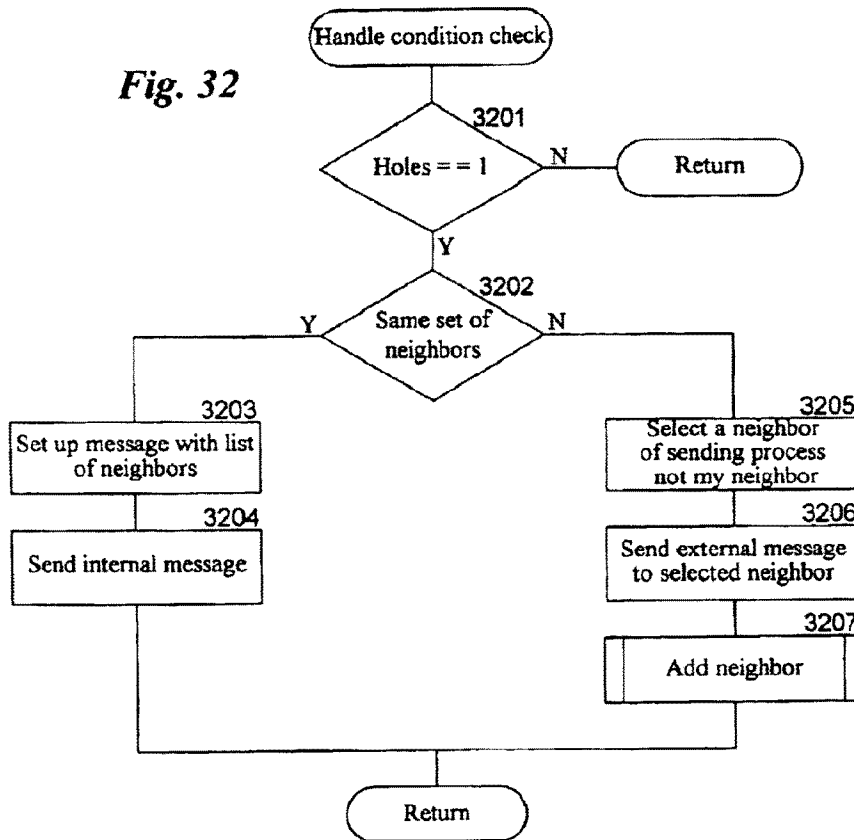 Handle condition check
Fig. 32
3201
Holes = = 1
N
Return
Y
3202
Y
Same set of
neighbors
N
3203
Set up message with list
of neighbors
3204
Send internal message
3205
Select a neighbor
of sending process
not my neighbor
3206
Send external message
to selected neighbor
3207
Add neighbor
Return